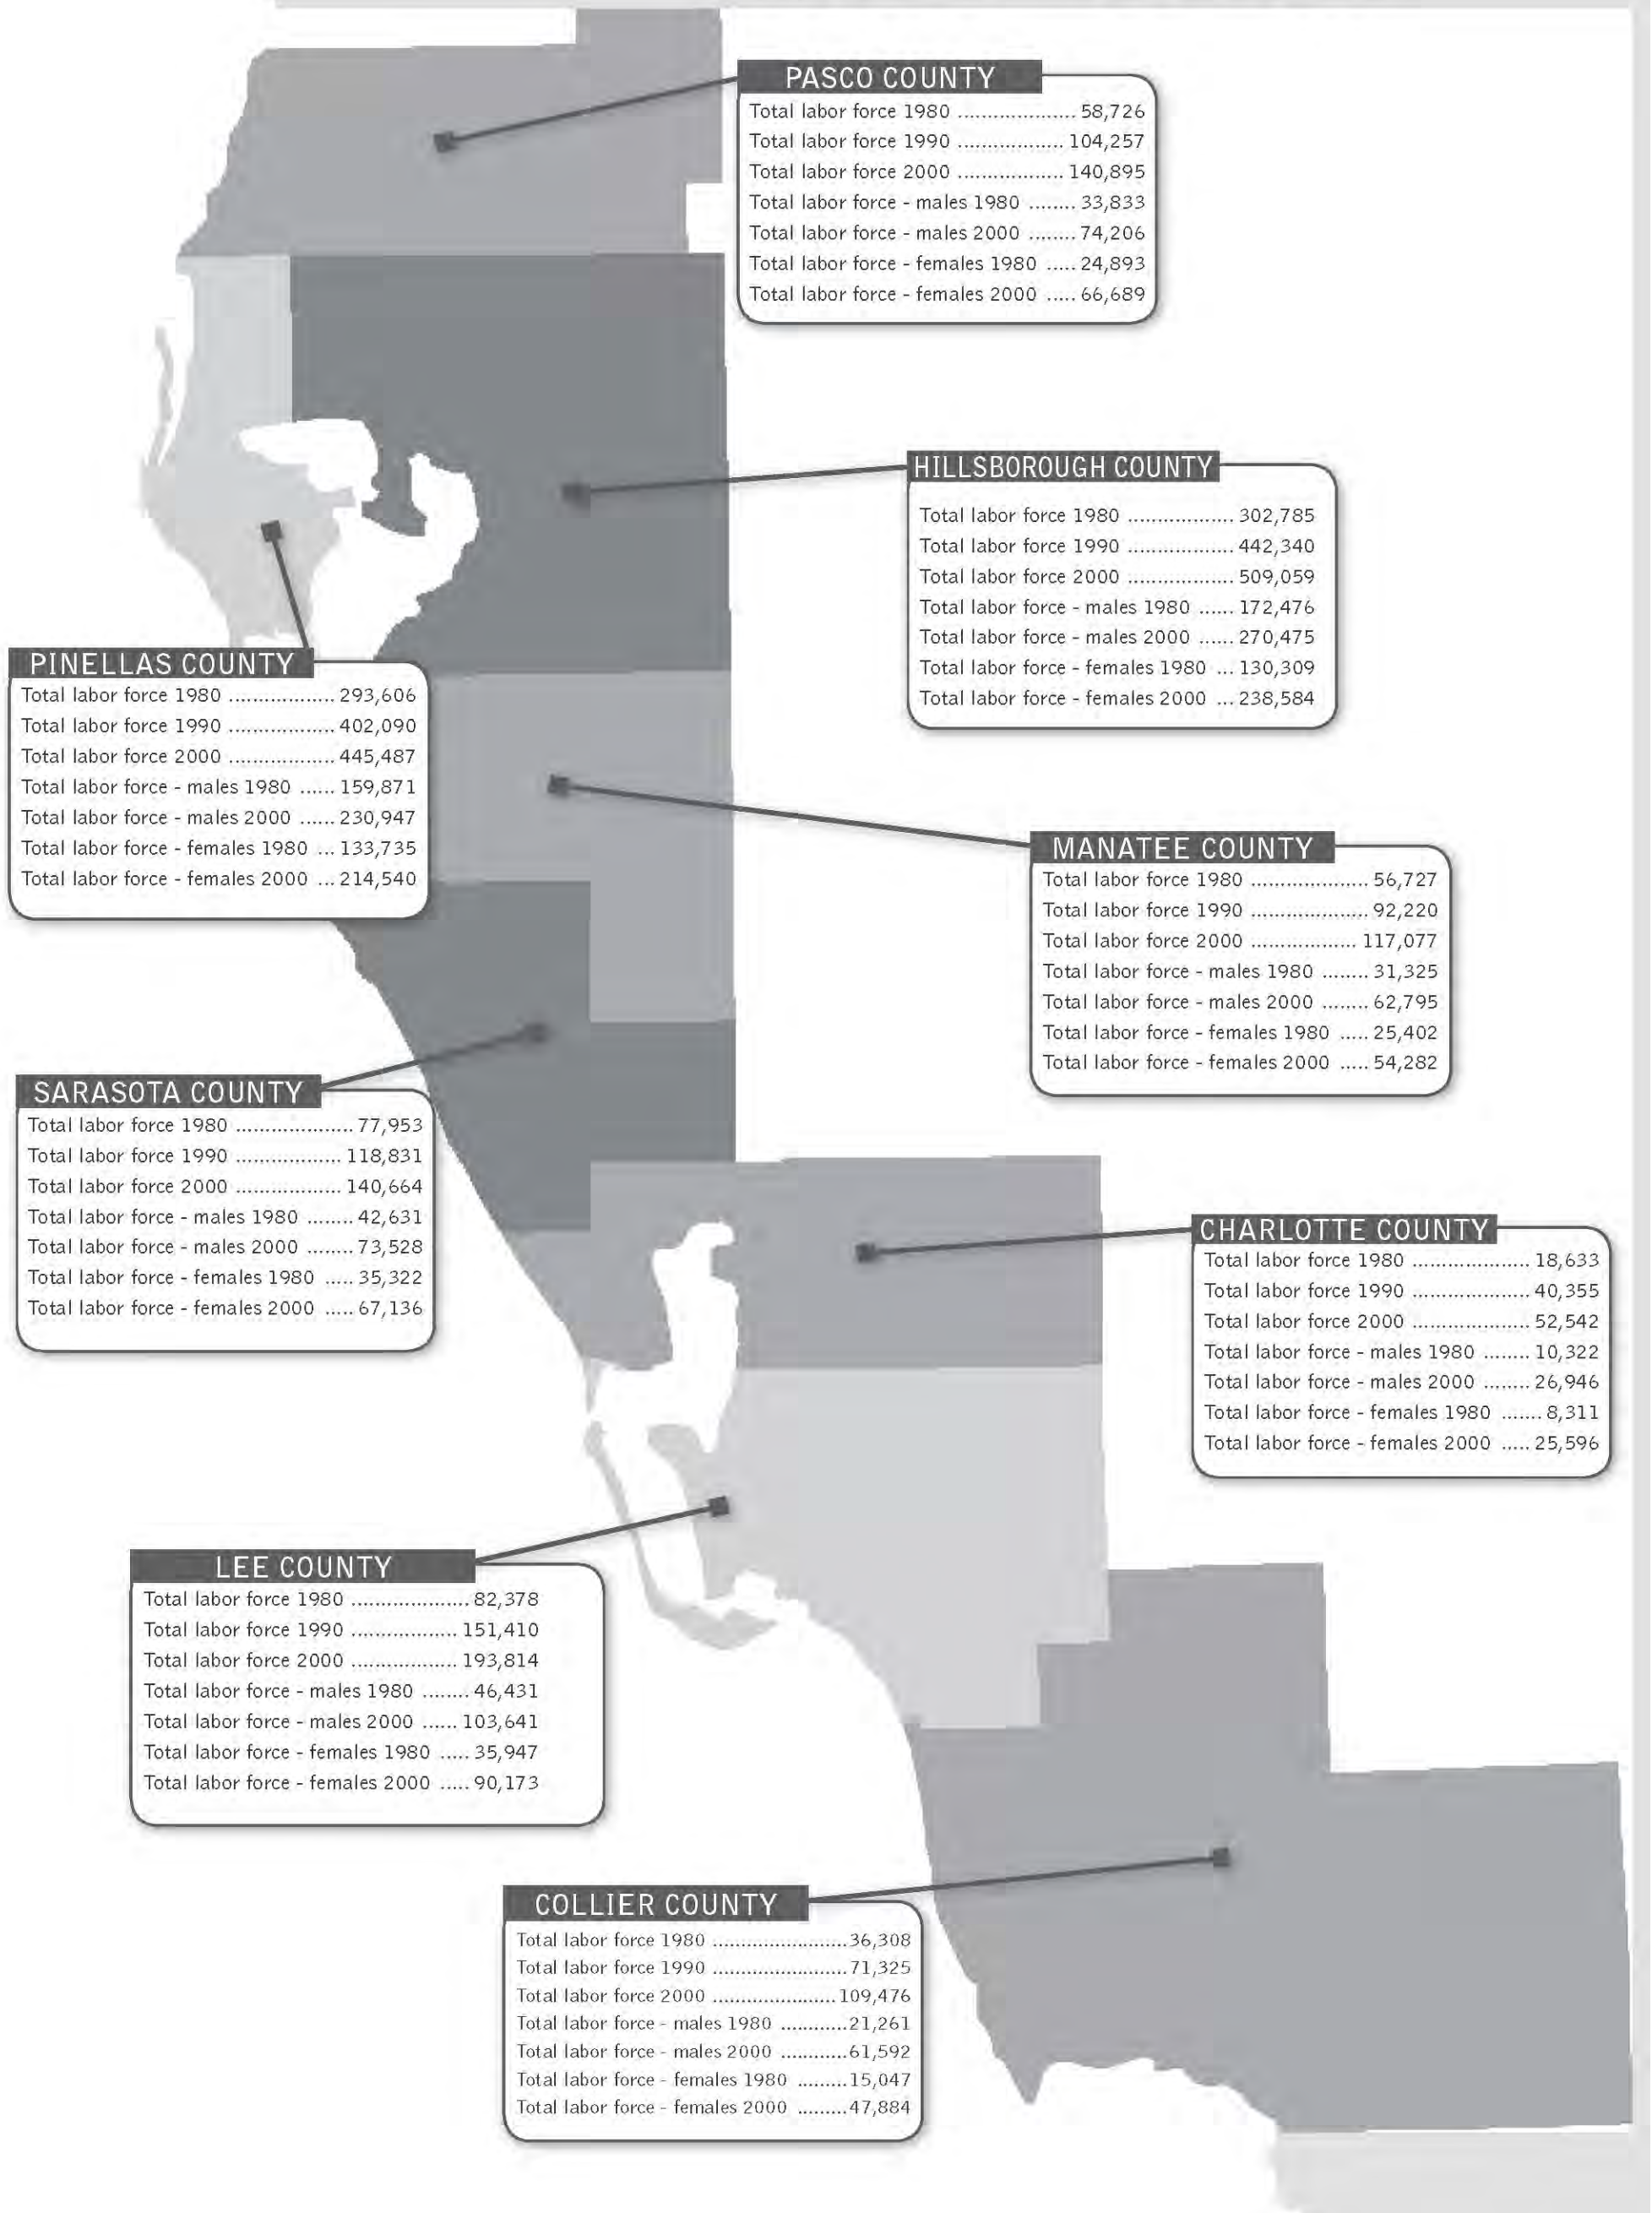 PASCO COUNTY
Total labor force 1980 .................... 58,726
Total labor force 1990 .................. 104,257
Total labor force 2000 .................. 140,895
Total labor force - males 1980 ........ 33,833
Total labor force - males 2000 ........ 74,206
Total labor force - females 1980 ..... 24,893
Total labor force - females 2000 ..... 66,689
HILLSBOROUGH COUNTY
Total labor force 1980 .................. 302,785
Total labor force 1990 .................. 442,340
Total labor force 2000 .................. 509,059
Total labor force - males 1980 ...... 172,476
Total labor force - males 2000 ...... 270,475
Total labor force - females 1980 ... 130,309
Total labor force - females 2000 ... 238,584
PINELLAS COUNTY
Total labor force 1980 .................. 293,606
Total labor force 1990 .................. 402,090
Total labor force 2000 .................. 445,487
Total labor force - males 1980 ...... 159,871
Total labor force - males 2000 ...... 230,947
Total labor force - females 1980 ... 133,735
Total labor force - females 2000 ... 214,540
MANATEE COUNTY
Total labor force 1980 .................... 56,727
Total labor force 1990 .................... 92,220
Total labor force 2000 .................. 117,077
Total labor force - males 1980 ........ 31,325
Total labor force - males 2000 ........ 62,795
Total labor force - females 1980 ..... 25,402
Total labor force - females 2000 ..... 54,282
SARASOTA COUNTY
Total labor force 1980 .................... 77,953
Total labor force 1990 .................. 118,831
Total labor force 2000 .................. 140,664
Total labor force - males 1980 ........ 42,631
Total labor force - males 2000 ........ 73,528
Total labor force - females 1980 ..... 35,322
Total labor force - females 2000 ..... 67,136
CHARLOTTE COUNTY
Total labor force 1980 .................... 18,633
Total labor force 1990 .................... 40,355
Total labor force 2000 .................... 52,542
Total labor force - males 1980 ........ 10,322
Total labor force - males 2000 ........ 26,946
Total labor force - females 1980 ....... 8,311
Total labor force - females 2000 ..... 25,596
LEE COUNTY
Total labor force 1980 .................... 82,378
Total labor force 1990 .................. 151,410
Total labor force 2000 .................. 193,814
Total labor force - males 1980 ........ 46,431
Total labor force - males 2000 ...... 103,641
Total labor force - females 1980 ..... 35,947
Total labor force - females 2000 ..... 90,173
COLLIER COUNTY
Total labor force 1980 ........................36,308
Total labor force 1990 ........................71,325
Total labor force 2000 ......................109,476
Total labor force - males 1980 ............21,261
Total labor force - males 2000 ............61,592
Total labor force - females 1980 .........15,047
Total labor force - females 2000 .........47,884